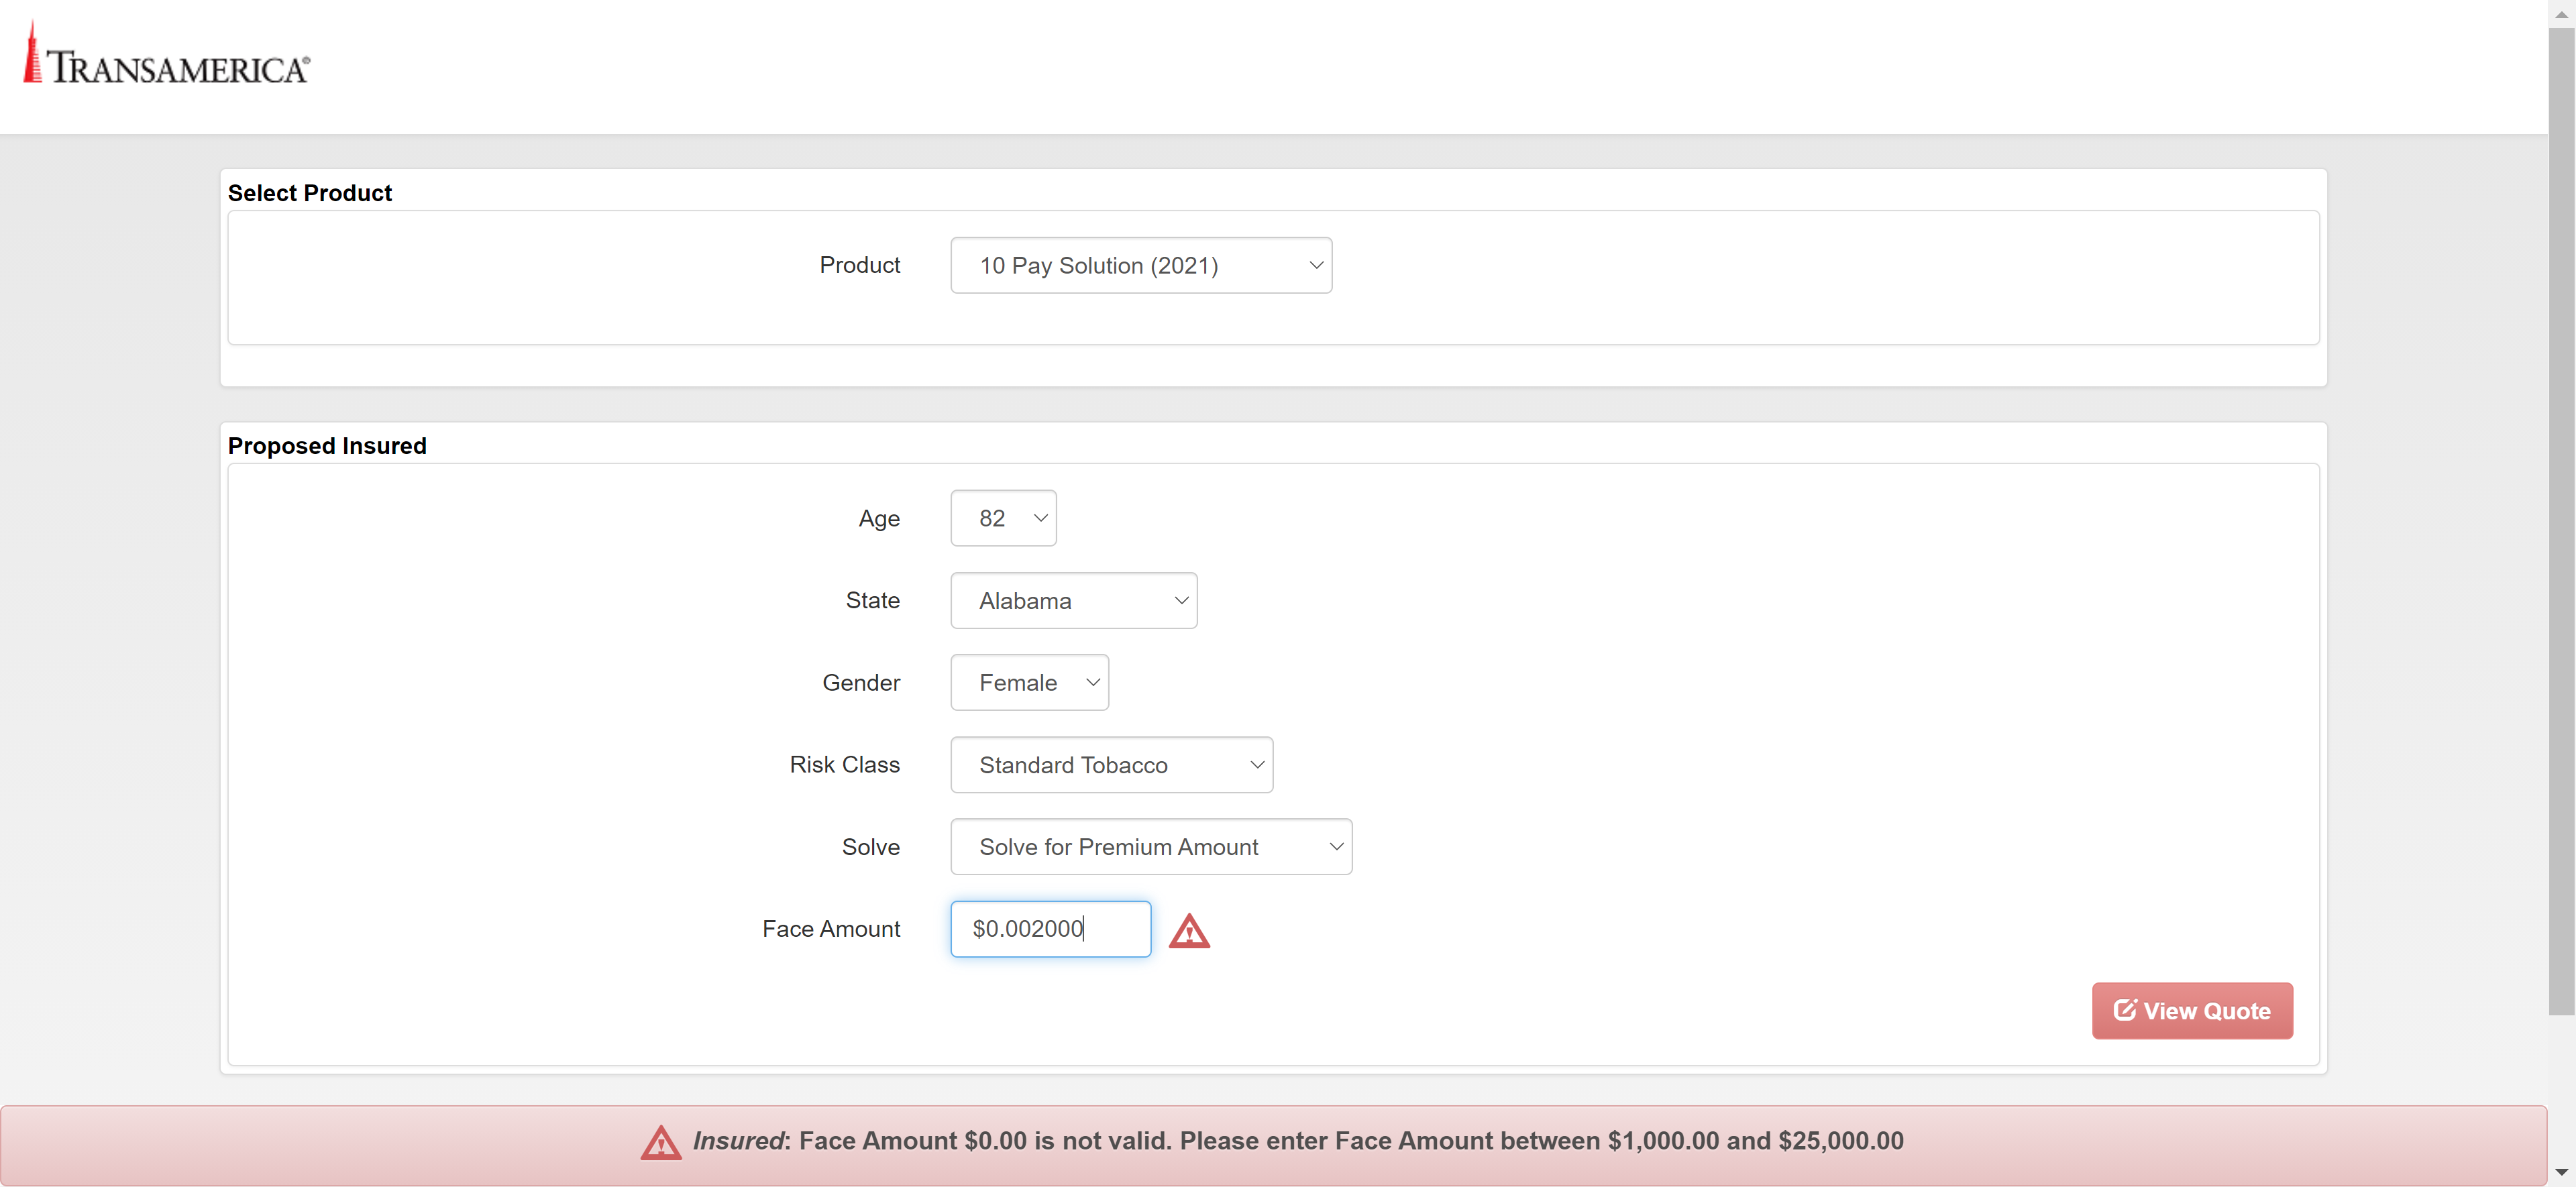 TRANSAMERICA®
Select Product
Product
10 Pay Solution (2021)
Proposed Insured
Age
82
State
Alabama
Gender
Female
Risk Class
Standard Tobacco
Solve
Solve for Premium Amount
Face Amount
$0.002000
View Quote
Insured: Face Amount $0.00 is not valid. Please enter Face Amount between $1,000.00 and $25,000.00